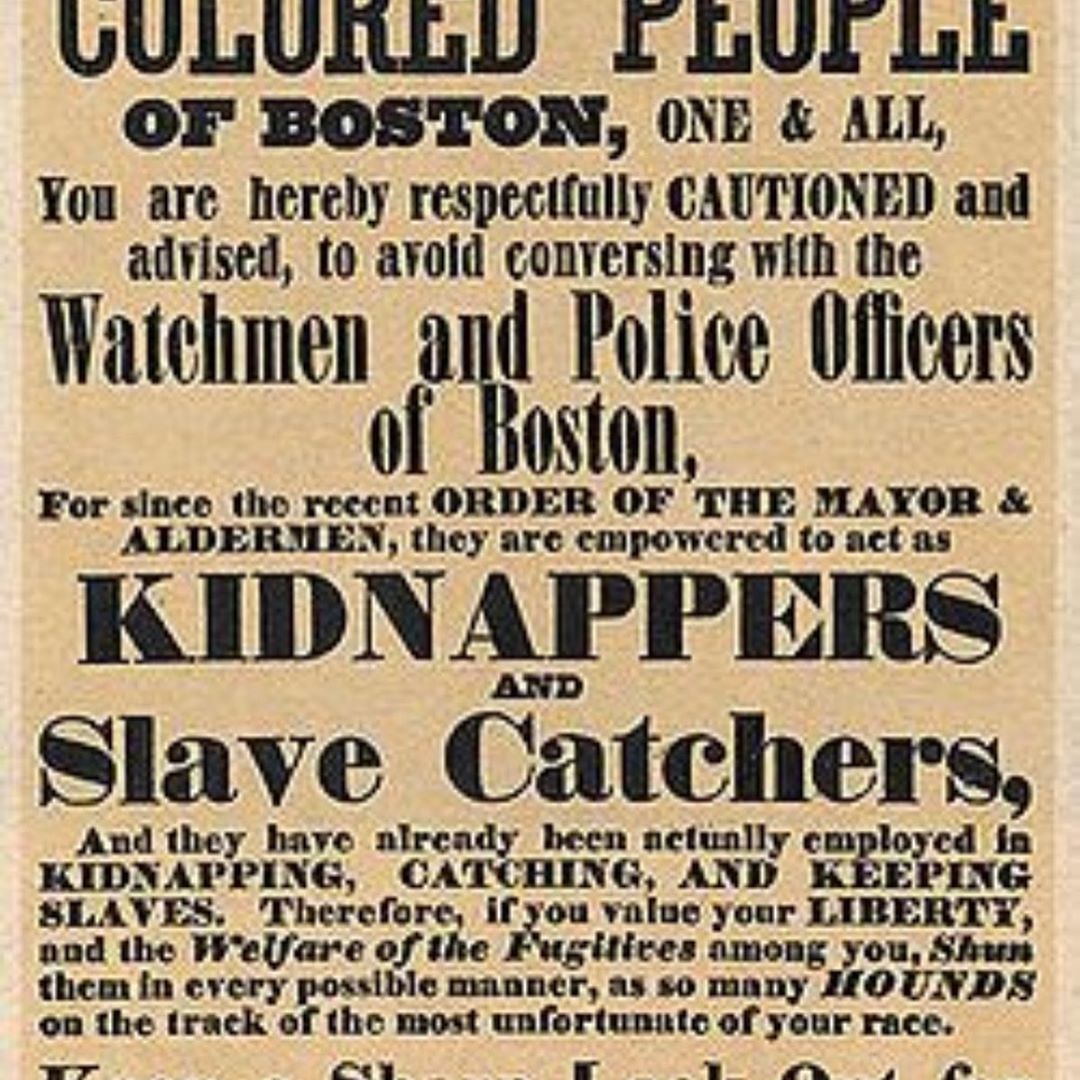 COLORED PEOPLE
OF BOSTON, ONE & ALL,
You are hereby respectfully CAUTIONED and
advised, to avoid conversing with the
Watchmen and Police Officers
of Boston,
For since the recent ORDER OF THE MAYOR &
ALDERMEN, they are empowered to act as
KIDNAPPERS
AND
Slave Catchers,
And they have already been actually employed in
KIDNAPPING, CATCHING, AND KEEPING
SLAVES. Therefore, if you value your LIBERTY,
and the Welfare of the Fugitives among you, Shun
them in every possible manner, as so many HOUNDS
on the track of the most unfortunate of your race.